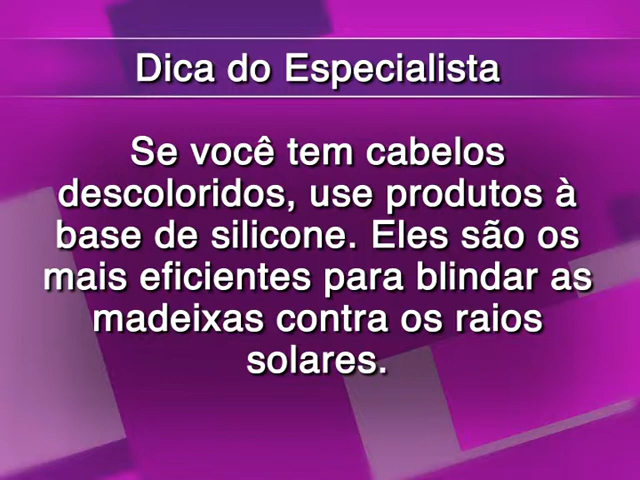 Dica do Especialista
Se você tem cabelos
descoloridos, use produtos à
base de silicone. Eles são os
mais eficientes para blindar as
madeixas contra os raios
solares.